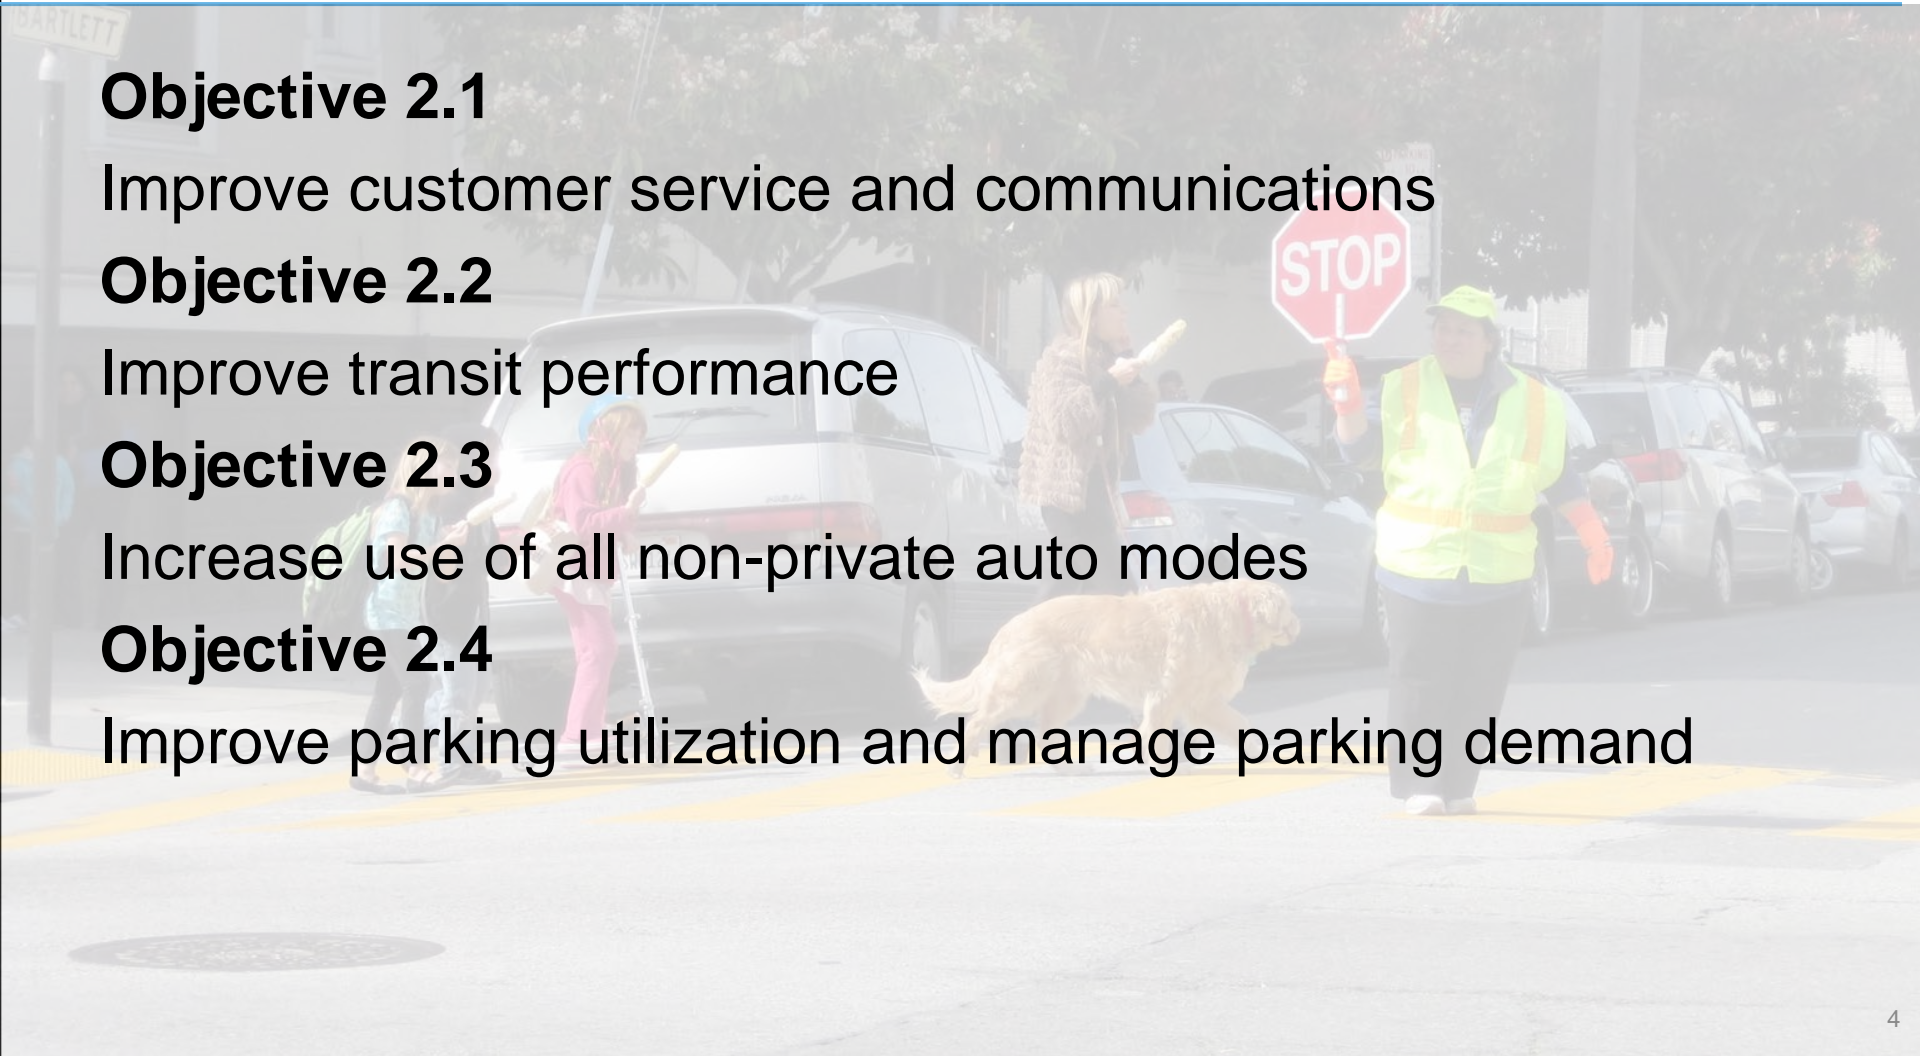 BARTLETT
Objective 2.1
Improve customer service and communications
Objective 2.2
Improve transit performance
STOP
Objective 2.3
Increase use of all non-private auto modes
Objective 2.4
Improve parking utilization and manage parking demand
4